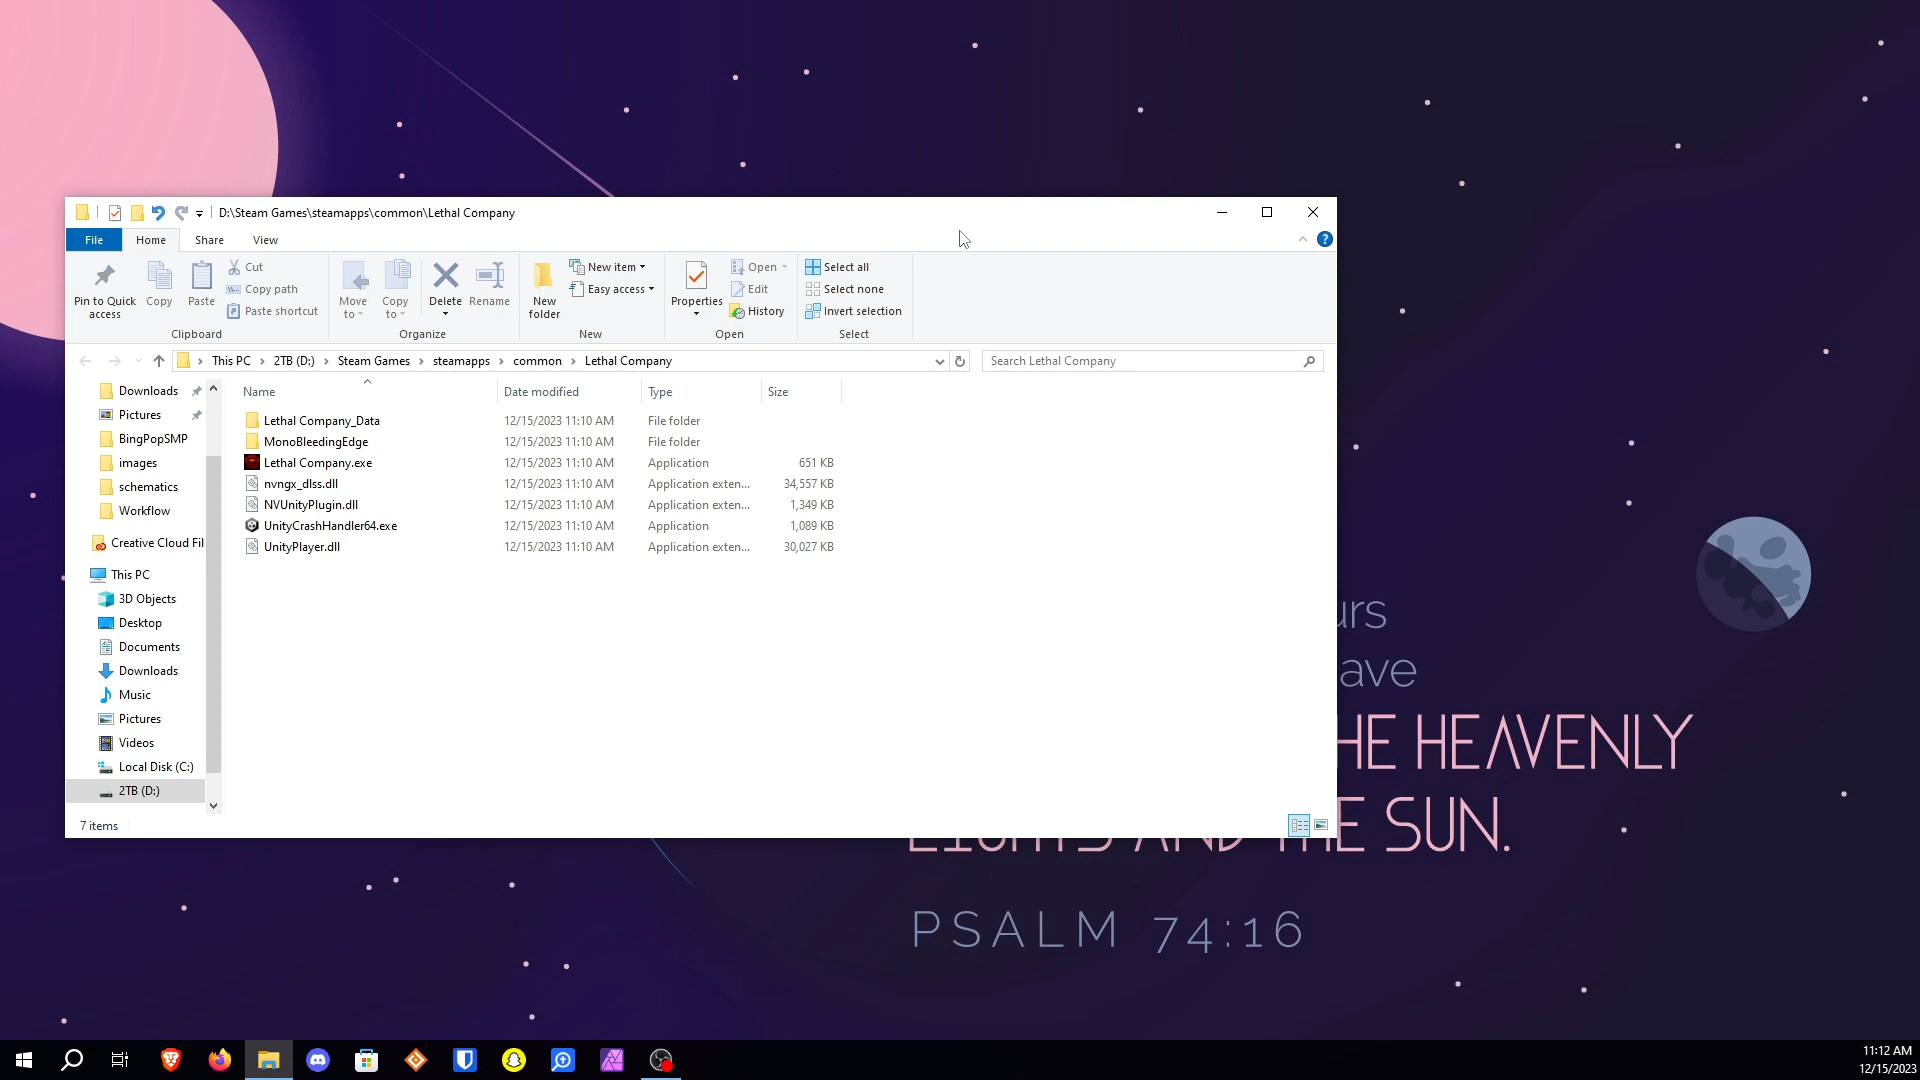 D:\Steam Games\steamapps\common\Lethal Company
File Home Share View
Pin to Quick access
Copy
Paste
Cut
Copy path
Paste shortcut
Clipboard
Move to
Copy to
Delete
Rename
Organize
New folder
New item
Easy access
New
Properties
Open
Edit
History
Open
Select all
Select none
Invert selection
Select
This PC > 2TB (D:) > Steam Games > steamapps > common > Lethal Company
Search Lethal Company
Downloads
Pictures
BingPopSMP
images
schematics
Workflow
Creative Cloud Fil
This PC
3D Objects
Desktop
Documents
Downloads
Music
Pictures
Videos
Local Disk (C:)
2TB (D:)
Name Date modified Type Size
Lethal Company_Data 12/15/2023 11:10 AM File folder
MonoBleedingEdge 12/15/2023 11:10 AM File folder
Lethal Company.exe 12/15/2023 11:10 AM Application 651 KB
nvngx_dlss.dll 12/15/2023 11:10 AM Application exten... 34,557 KB
NVUnityPlugin.dll 12/15/2023 11:10 AM Application exten... 1,349 KB
UnityCrashHandler64.exe 12/15/2023 11:10 AM Application 1,089 KB
UnityPlayer.dll 12/15/2023 11:10 AM Application exten... 30,027 KB
7 items
urs
ave
HE HEAVENLY
LIGHTS AND THE SUN.
PSALM 74:16
11:12 AM
12/15/2023